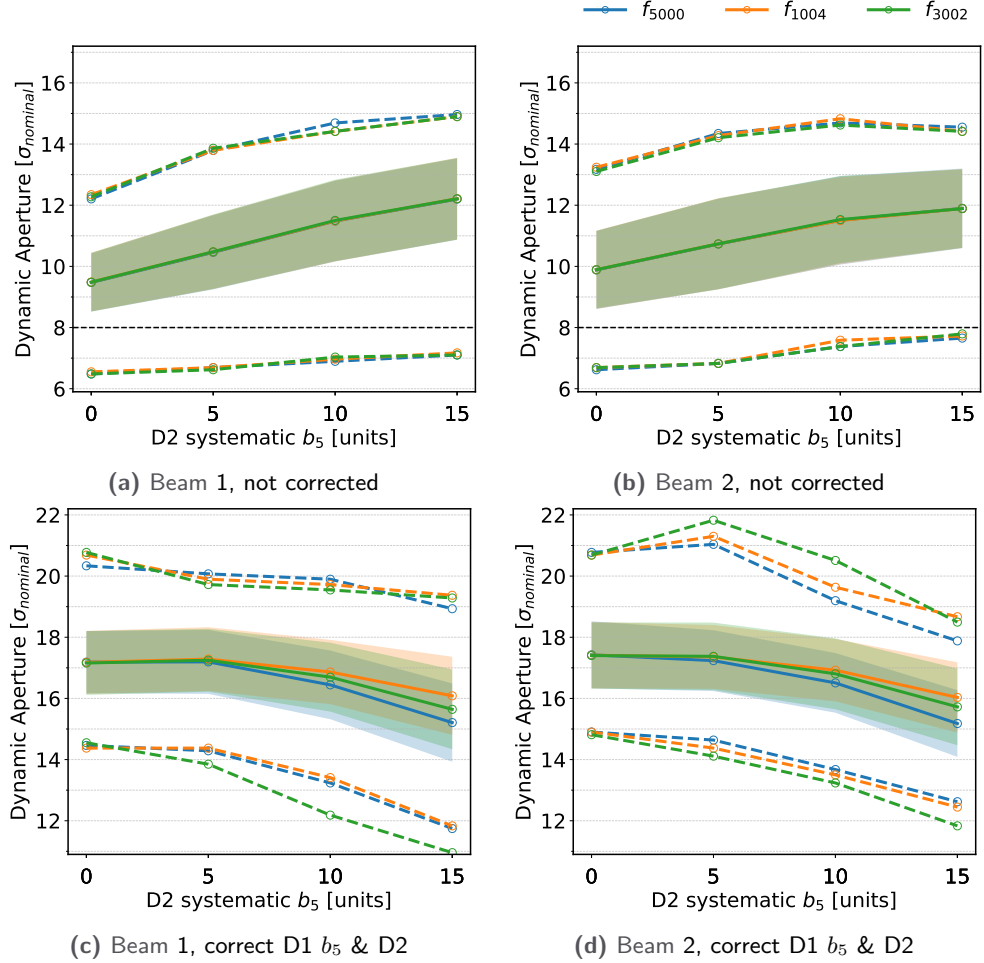 f5000 f1004 f3002
Dynamic Aperture [σnominal]
16
14
12
10
8
6
0 5 10 15
D2 systematic b5 [units]
(a) Beam 1, not corrected
Dynamic Aperture [σnominal]
16
14
12
10
8
6
0 5 10 15
D2 systematic b5 [units]
(b) Beam 2, not corrected
Dynamic Aperture [σnominal]
22
20
18
16
14
12
0 5 10 15
D2 systematic b5 [units]
(c) Beam 1, correct D1 b5 & D2
Dynamic Aperture [σnominal]
22
20
18
16
14
12
0 5 10 15
D2 systematic b5 [units]
(d) Beam 2, correct D1 b5 & D2